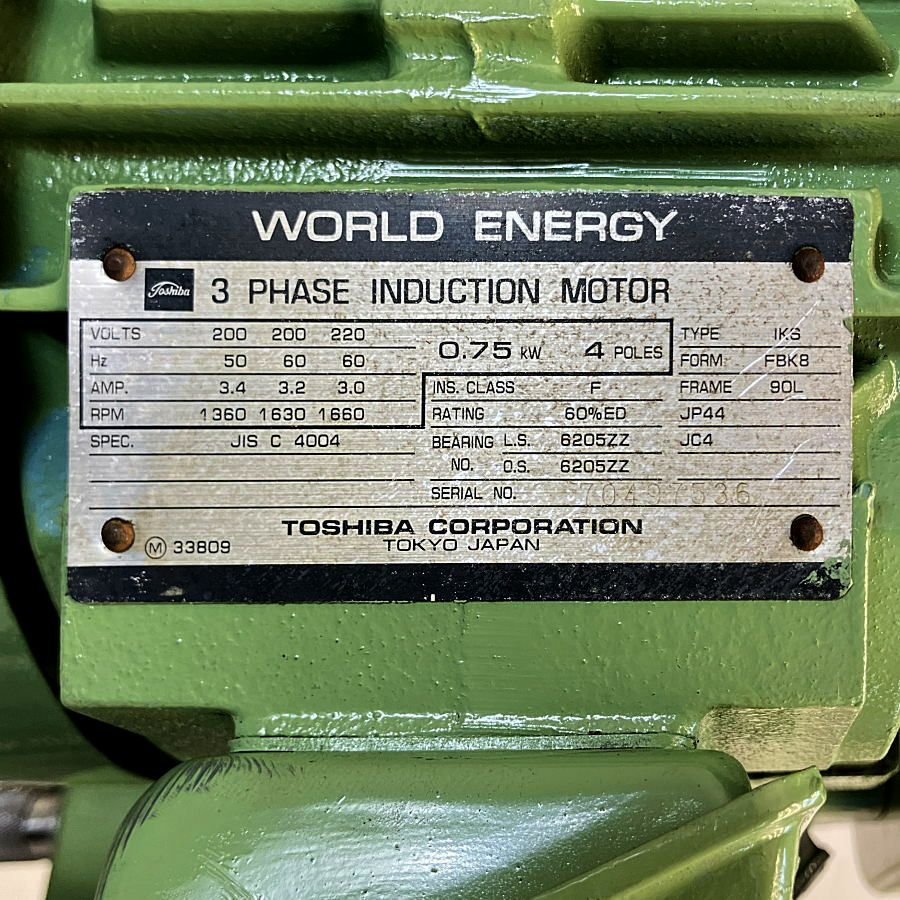 WORLD ENERGY
Toshiba 3 PHASE INDUCTION MOTOR
VOLTS 200 200 220
Hz 50 60 60
AMP. 3.4 3.2 3.0
RPM 1360 1630 1660
0.75 kW 4 POLES
TYPE IKS
FORM FBK8
INS. CLASS F
FRAME 90L
RATING 60%ED
JP44
SPEC. JIS C 4004
BEARING L.S. 6205ZZ
JC4
NO. O.S. 6205ZZ
SERIAL NO. 70497536
TOSHIBA CORPORATION
TOKYO JAPAN
Ⓜ 33809